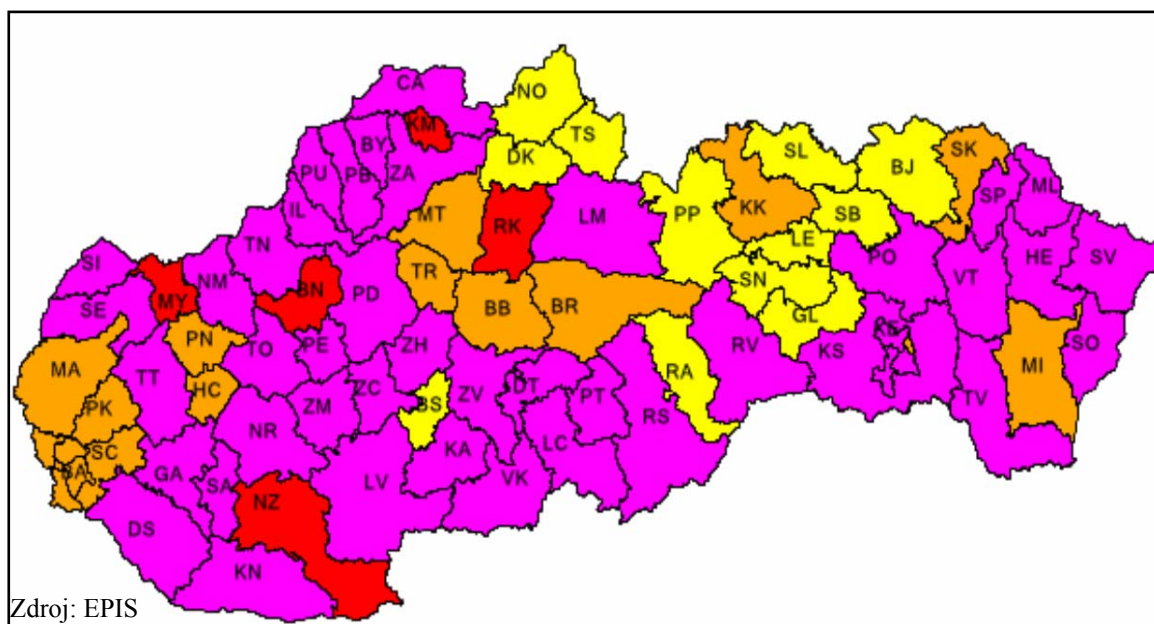 CA
NO
KM
TS
BY
PU
PB
ZA
DK
SL
BJ
SK
SP
ML
IL
MT
RK
LM
PP
KK
SB
TN
LE
PO
HE
SV
SI
NM
TR
SN
VT
MY
BN
PD
SE
BB
BR
GL
KE
PN
TO
PE
ZH
RV
KS
SO
MA
TT
RA
MI
HC
ZC
BS
ZV
DT
PT
RS
TV
PK
ZM
NR
SC
KA
LC
BA
GA
SA
LV
VK
NZ
DS
KN
Zdroj: EPIS